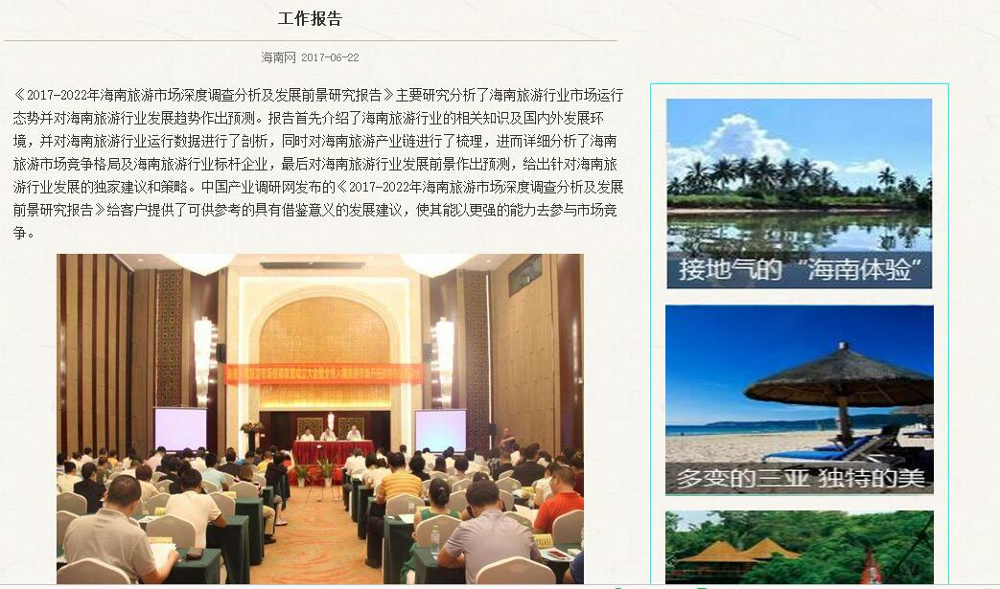 工作报告
海南网 2017-06-22
《2017-2022年海南旅游市场深度调查分析及发展前景研究报告》主要研究分析了海南旅游行业市场运行
态势并对海南旅游行业发展趋势作出预测。报告首先介绍了海南旅游行业的相关知识及国内外发展环
境，并对海南旅游行业运行数据进行了剖析，同时对海南旅游产业链进行了梳理，进而详细分析了海南
旅游市场竞争格局及海南旅游行业标杆企业，最后对海南旅游行业发展前景作出预测，给出针对海南旅
游行业发展的独家建议和策略。中国产业调研网发布的《2017-2022年海南旅游市场深度调查分析及发展
前景研究报告》给客户提供了可供参考的具有借鉴意义的发展建议，使其能以更强的能力去参与市场竞
争。
接地气的“海南体验”
多变的三亚 独特的美